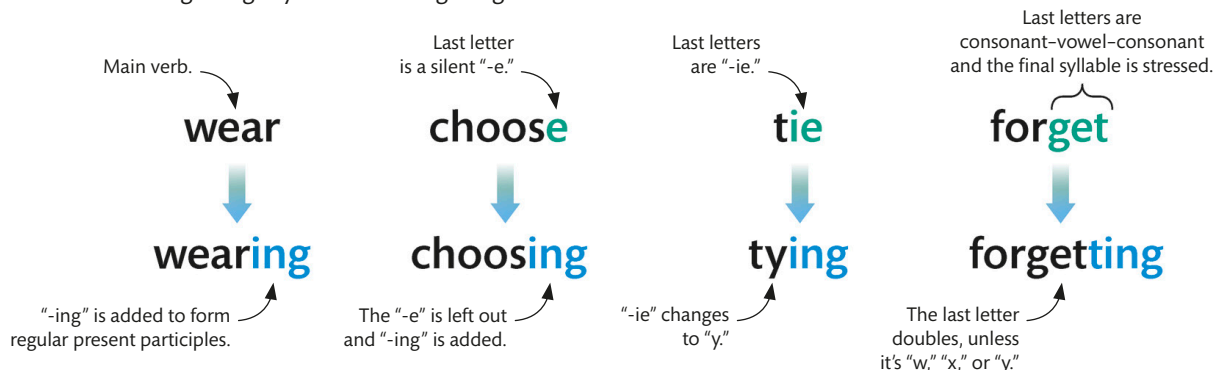 Main verb.
wear
wearing
"-ing" is added to form
regular present participles.
Last letter
is a silent "-e."
choose
choosing
The "-e" is left out
and "-ing" is added.
Last letters
are "-ie."
tie
tying
"-ie" changes
to "y."
Last letters are
consonant–vowel–consonant
and the final syllable is stressed.
forget
forgetting
The last letter
doubles, unless
it's "w," "x," or "y."